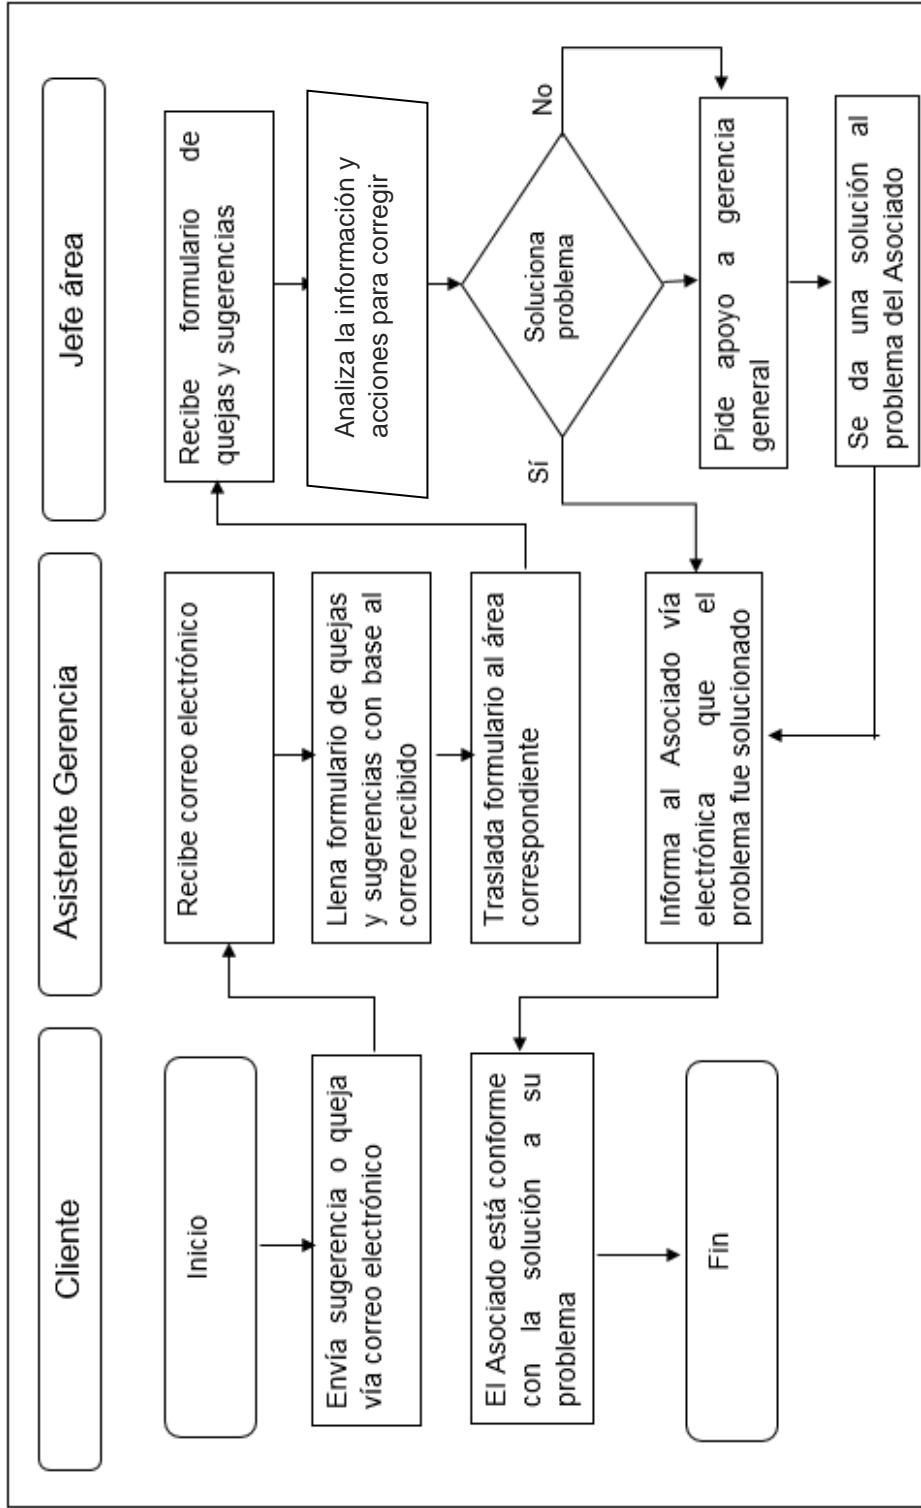 Cliente
Asistente Gerencia
Jefe área
Inicio
Envía sugerencia o queja
vía correo electrónico
Recibe correo electrónico
Llena formulario de quejas
y sugerencias con base al
correo recibido
Traslada formulario al área
correspondiente
Recibe formulario de
quejas y sugerencias
Analiza la información y
acciones para corregir
Soluciona
problema
Sí
No
Pide apoyo a gerencia
general
Se da una solución al
problema del Asociado
Informa al Asociado vía
electrónica que el
problema fue solucionado
El Asociado está conforme
con la solución a su
problema
Fin